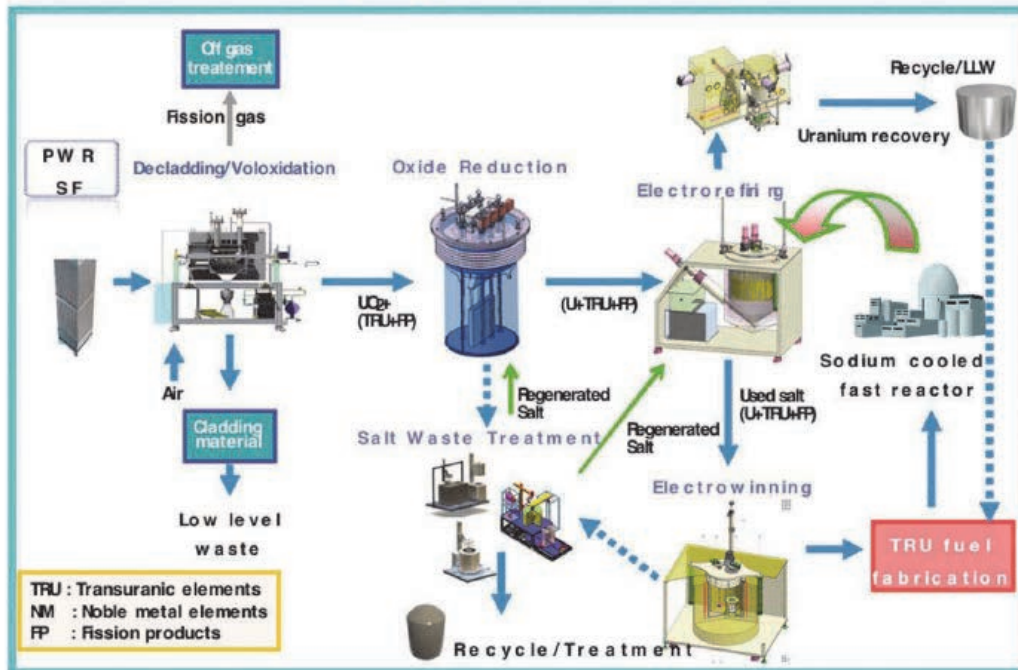 Off gas
treatement
Fission gas
PWR
SF
Decladding/Voloxidation
Air
Cladding
material
Low level
waste
UO2+
(TRU+FP)
Oxide Reduction
(U+TRU+FP)
Regenerated
Salt
Salt Waste Treatment
Recycle/Treatment
Regenerated
Salt
Electrorefining
Uranium recovery
Recycle/LLW
Used salt
(U+TRU+FP)
Electrowinning
Sodium cooled
fast reactor
TRU fuel
fabrication
TRU : Transuranic elements
NM : Noble metal elements
FP : Fission products